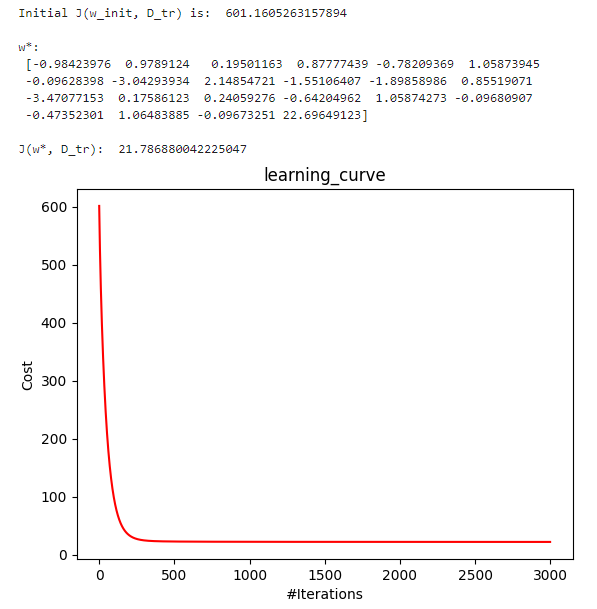 Initial J(w_init, D_tr) is:  601.1605263157894
w*:
[-0.98423976  0.9789124   0.19501163  0.87777439 -0.78209369  1.05873945
-0.09628398 -3.04293934  2.14854721 -1.55106407 -1.89858986  0.85519071
-3.47077153  0.17586123  0.24059276 -0.64204962  1.05874273 -0.09680907
-0.47352301  1.06483885 -0.09673251 22.69649123]
J(w*, D_tr):  21.786880042225047
learning_curve
600
500
400
300
200
100
0
Cost
0 500 1000 1500 2000 2500 3000
#Iterations